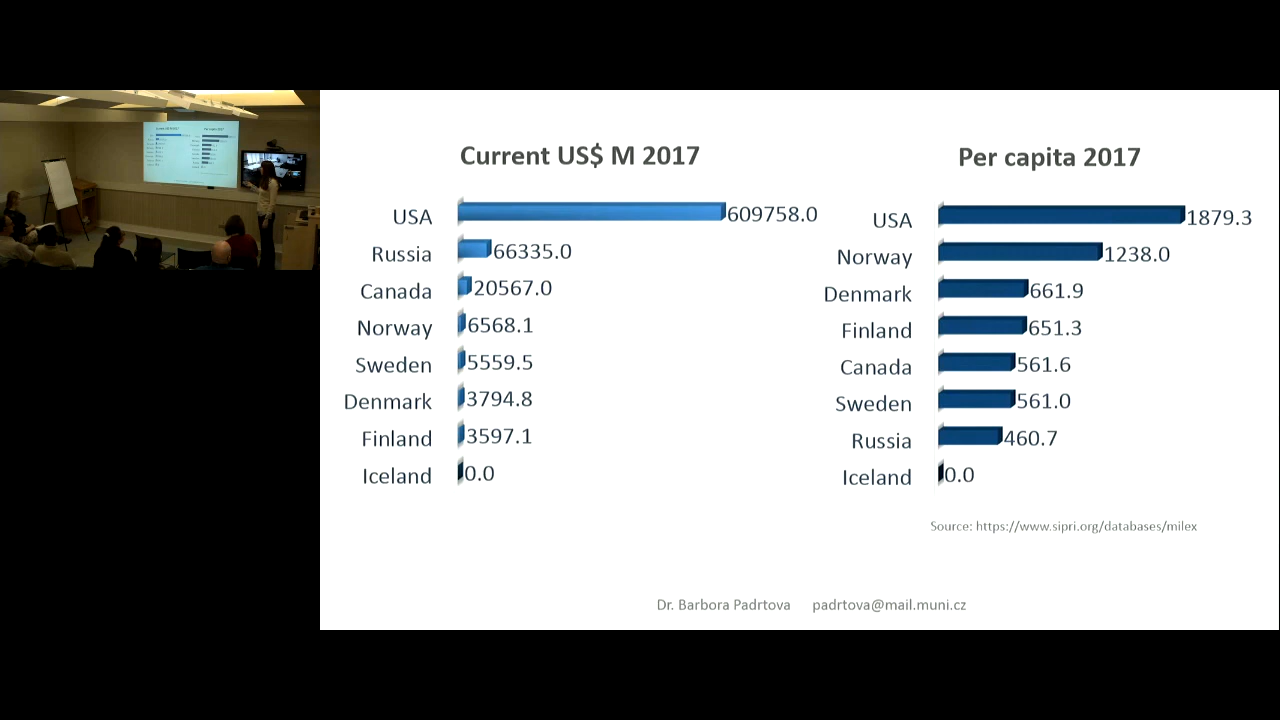 Current US$ M 2017
USA 609758.0
Russia 66335.0
Canada 20567.0
Norway 6568.1
Sweden 5559.5
Denmark 3794.8
Finland 3597.1
Iceland 0.0
Per capita 2017
USA 1879.3
Norway 1238.0
Denmark 661.9
Finland 651.3
Canada 561.6
Sweden 561.0
Russia 460.7
Iceland 0.0
Source: https://www.sipri.org/databases/milex
Dr. Barbora Padrtova padrtova@mail.muni.cz